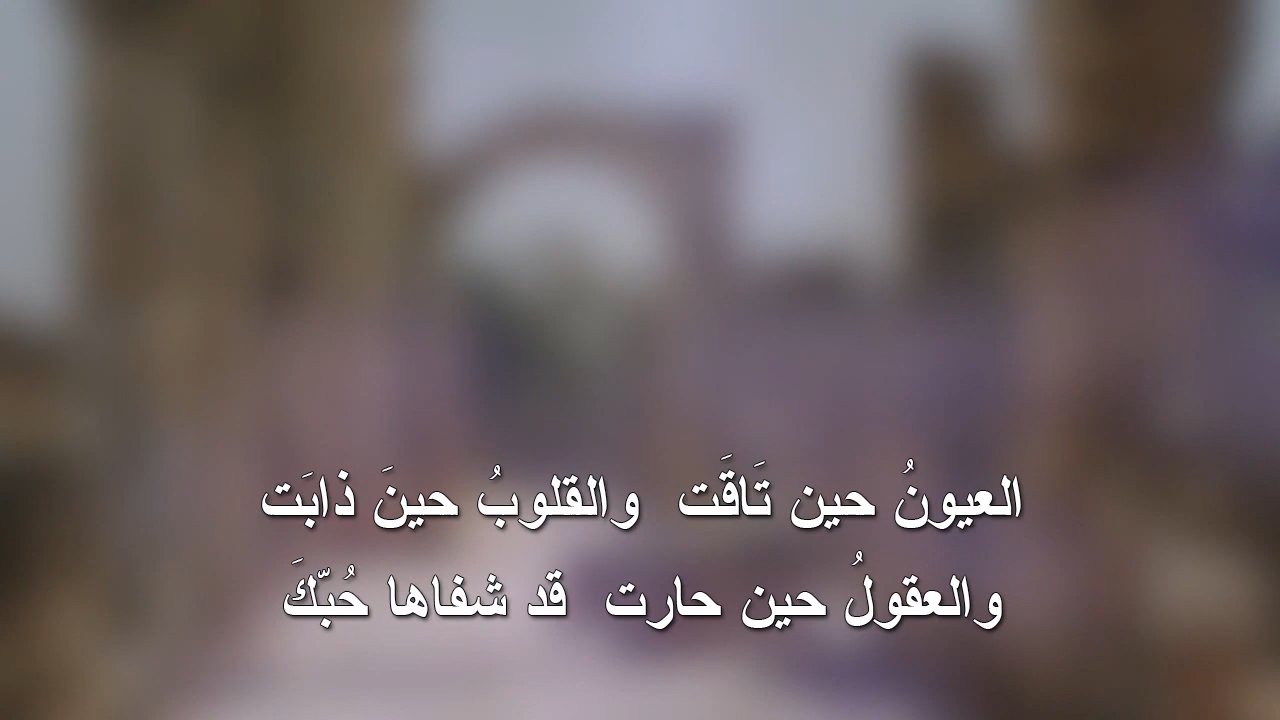 العيونُ حين تَاقَت والقلوبُ حينَ ذابَت
والعقولُ حين حارت قد شفاها حُبّكَ